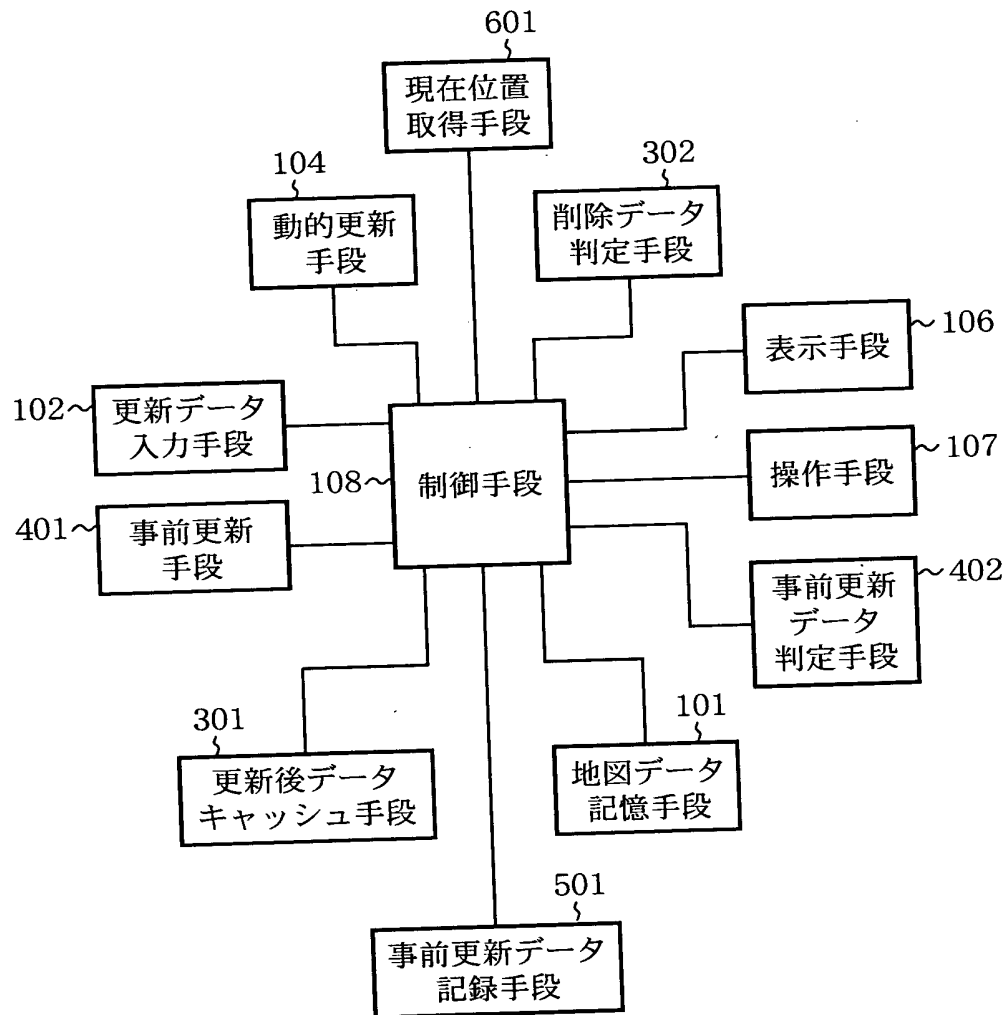 601
現在位置
取得手段
104
動的更新
手段
302
削除データ
判定手段
106
表示手段
102
更新データ
入力手段
108
制御手段
107
操作手段
401
事前更新
手段
402
事前更新
データ
判定手段
301
更新後データ
キャッシュ手段
101
地図データ
記憶手段
501
事前更新データ
記録手段